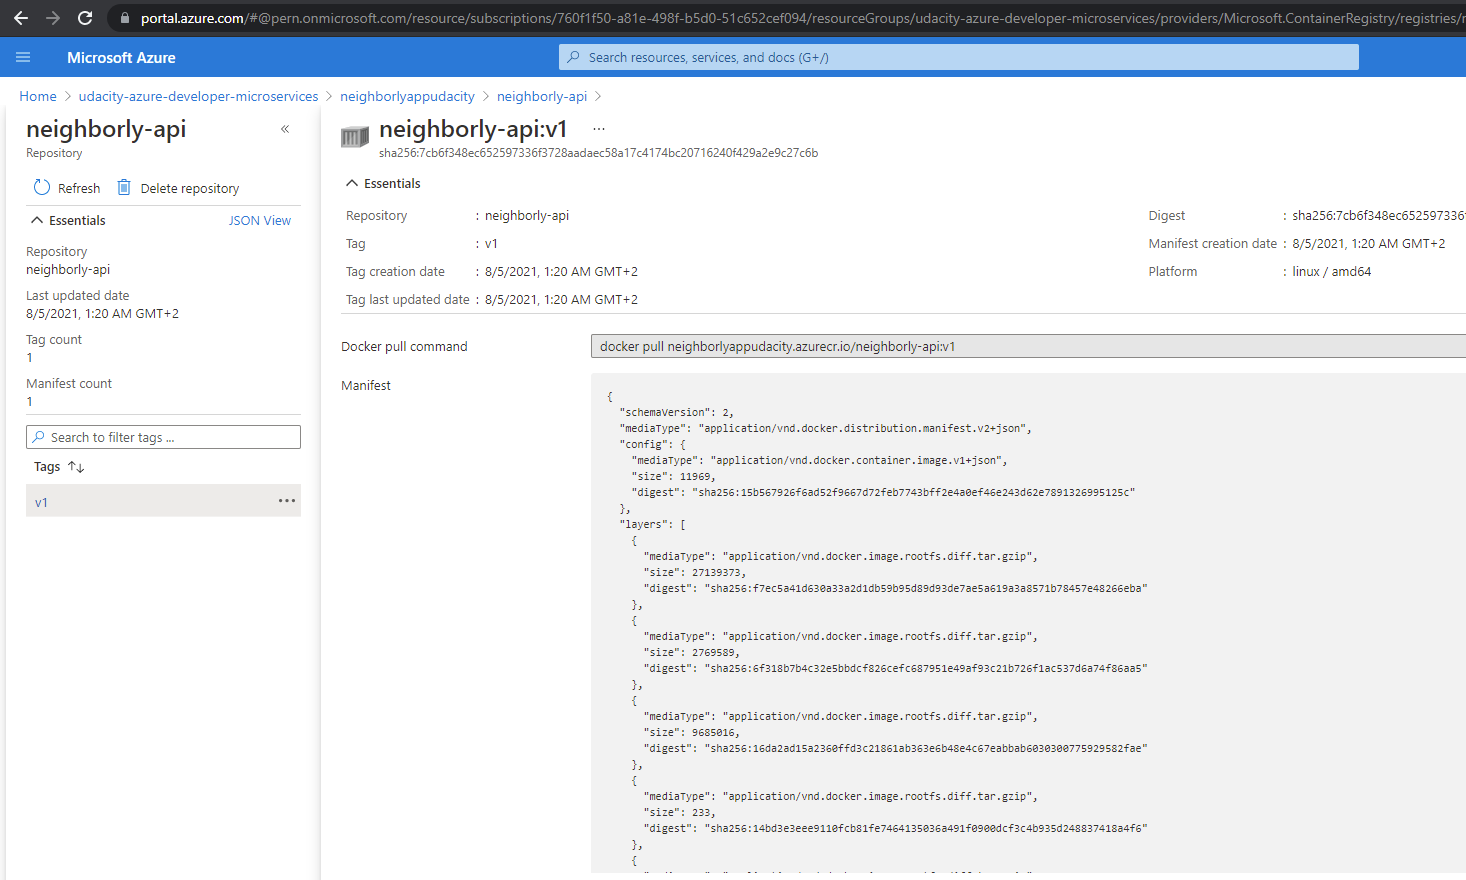 portal.azure.com/#@pern.onmicrosoft.com/resource/subscriptions/760f1f50-a81e-498f-b5d0-51c652cef094/resourceGroups/udacity-azure-developer-microservices/providers/Microsoft.ContainerRegistry/registries/
Microsoft Azure
Search resources, services, and docs (G+/)
Home > udacity-azure-developer-microservices > neighborlyappudacity > neighborly-api >
neighborly-api «
Repository
Refresh Delete repository
Essentials JSON View
Repository
neighborly-api
Last updated date
8/5/2021, 1:20 AM GMT+2
Tag count
1
Manifest count
1
Search to filter tags ...
Tags ↑↓
v1 ...
neighborly-api:v1 ...
sha256:7cb6f348ec652597336f3728aadaec58a17c4174bc20716240f429a2e9c27c6b
Essentials
Repository : neighborly-api
Tag : v1
Tag creation date : 8/5/2021, 1:20 AM GMT+2
Tag last updated date : 8/5/2021, 1:20 AM GMT+2
Digest : sha256:7cb6f348ec652597336
Manifest creation date : 8/5/2021, 1:20 AM GMT+2
Platform : linux / amd64
Docker pull command
docker pull neighborlyappudacity.azurecr.io/neighborly-api:v1
Manifest
{
"schemaVersion": 2,
"mediaType": "application/vnd.docker.distribution.manifest.v2+json",
"config": {
"mediaType": "application/vnd.docker.container.image.v1+json",
"size": 11969,
"digest": "sha256:15b567926f6ad52f9667d72feb7743bff2e4a0ef46e243d62e7891326995125c"
},
"layers": [
{
"mediaType": "application/vnd.docker.image.rootfs.diff.tar.gzip",
"size": 27139373,
"digest": "sha256:f7ec5a41d630a33a2d1db59b95d89d93de7ae5a619a3a8571b78457e48266eba"
},
{
"mediaType": "application/vnd.docker.image.rootfs.diff.tar.gzip",
"size": 2769589,
"digest": "sha256:6f318b7b4c32e5bbdcf826cefc687951e49af93c21b726f1ac537d6a74f86aa5"
},
{
"mediaType": "application/vnd.docker.image.rootfs.diff.tar.gzip",
"size": 9685016,
"digest": "sha256:16da2ad15a2360ffd3c21861ab363e6b48e4c67eabbab6030300775929582fae"
},
{
"mediaType": "application/vnd.docker.image.rootfs.diff.tar.gzip",
"size": 233,
"digest": "sha256:14bd3e3eee9110fcb81fe7464135036a491f0900dcf3c4b935d248837418a4f6"
},
{